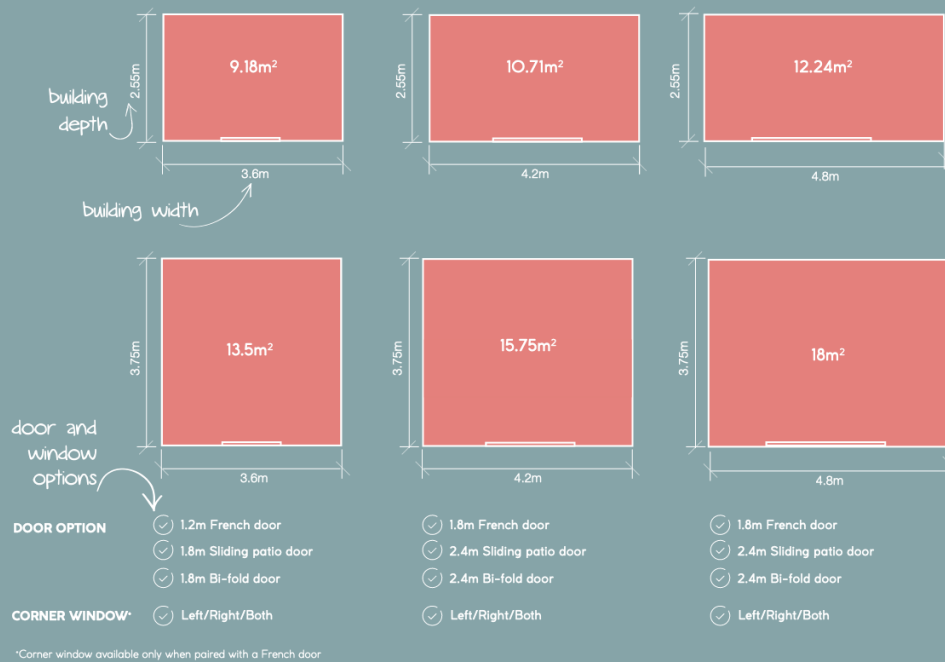 9.18m²
10.71m²
12.24m²
2.55m
2.55m
2.55m
building
depth
3.6m
4.2m
4.8m
building width
13.5m²
15.75m²
18m²
3.75m
3.75m
3.75m
door and
window
options
3.6m
4.2m
4.8m
DOOR OPTION
1.2m French door
1.8m Sliding patio door
1.8m Bi-fold door
1.8m French door
2.4m Sliding patio door
2.4m Bi-fold door
1.8m French door
2.4m Sliding patio door
2.4m Bi-fold door
CORNER WINDOW*
Left/Right/Both
Left/Right/Both
Left/Right/Both
*Corner window available only when paired with a French door